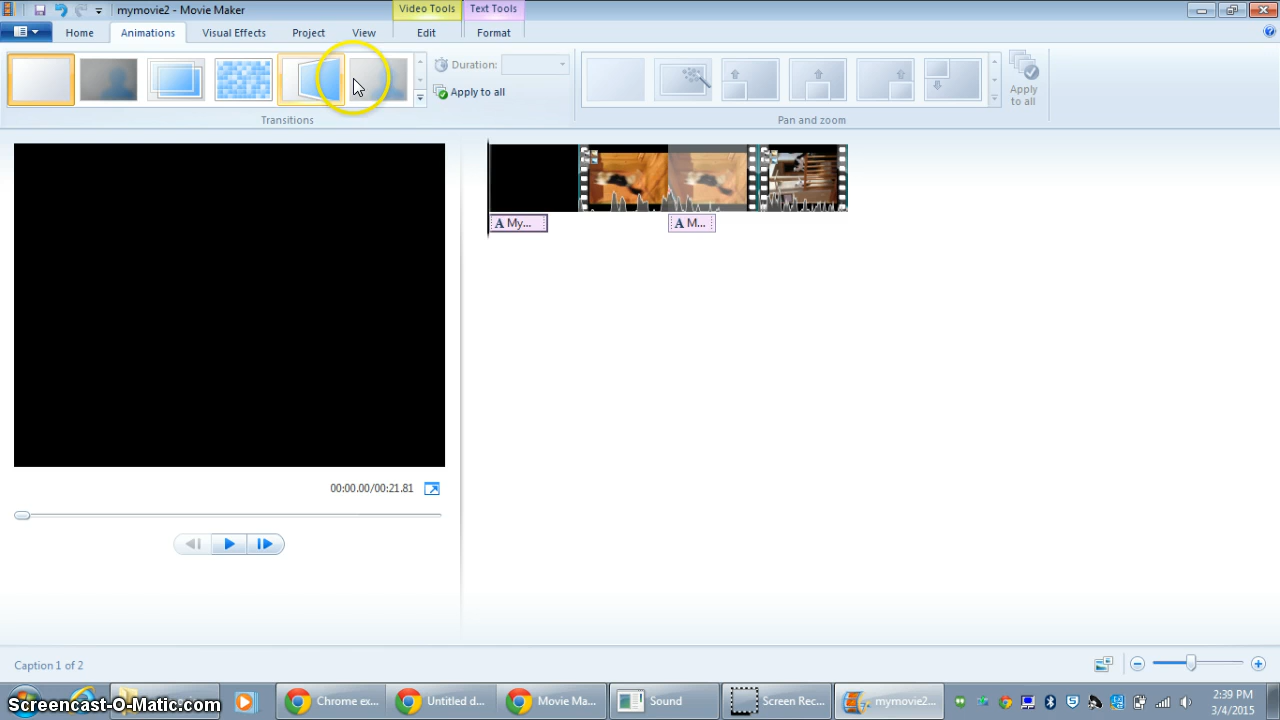 mymovie2 - Movie Maker
Video Tools
Text Tools
Home
Animations
Visual Effects
Project
View
Edit
Format
Duration:
Apply to all
Transitions
Pan and zoom
Apply
to all
A My...
A M...
00:00.00/00:21.81
Caption 1 of 2
Screencast-O-Matic.com
Chrome ex...
Untitled d...
Movie Ma...
Sound
Screen Rec...
mymovie2...
2:39 PM
3/4/2015